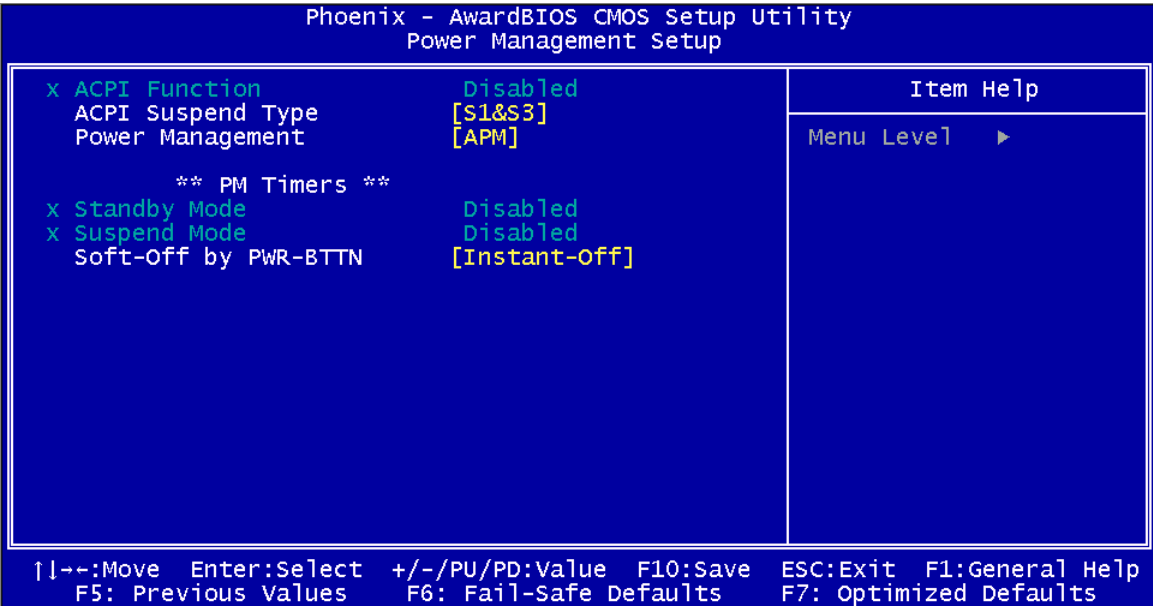 Phoenix - AwardBIOS CMOS Setup Utility
Power Management Setup
x ACPI Function Disabled
ACPI Suspend Type [S1&S3]
Power Management [APM]
** PM Timers **
x Standby Mode Disabled
x Suspend Mode Disabled
Soft-Off by PWR-BTTN [Instant-Off]
Item Help
Menu Level ▶
↑↓→←:Move Enter:Select +/-/PU/PD:Value F10:Save ESC:Exit F1:General Help
F5: Previous Values F6: Fail-Safe Defaults F7: Optimized Defaults